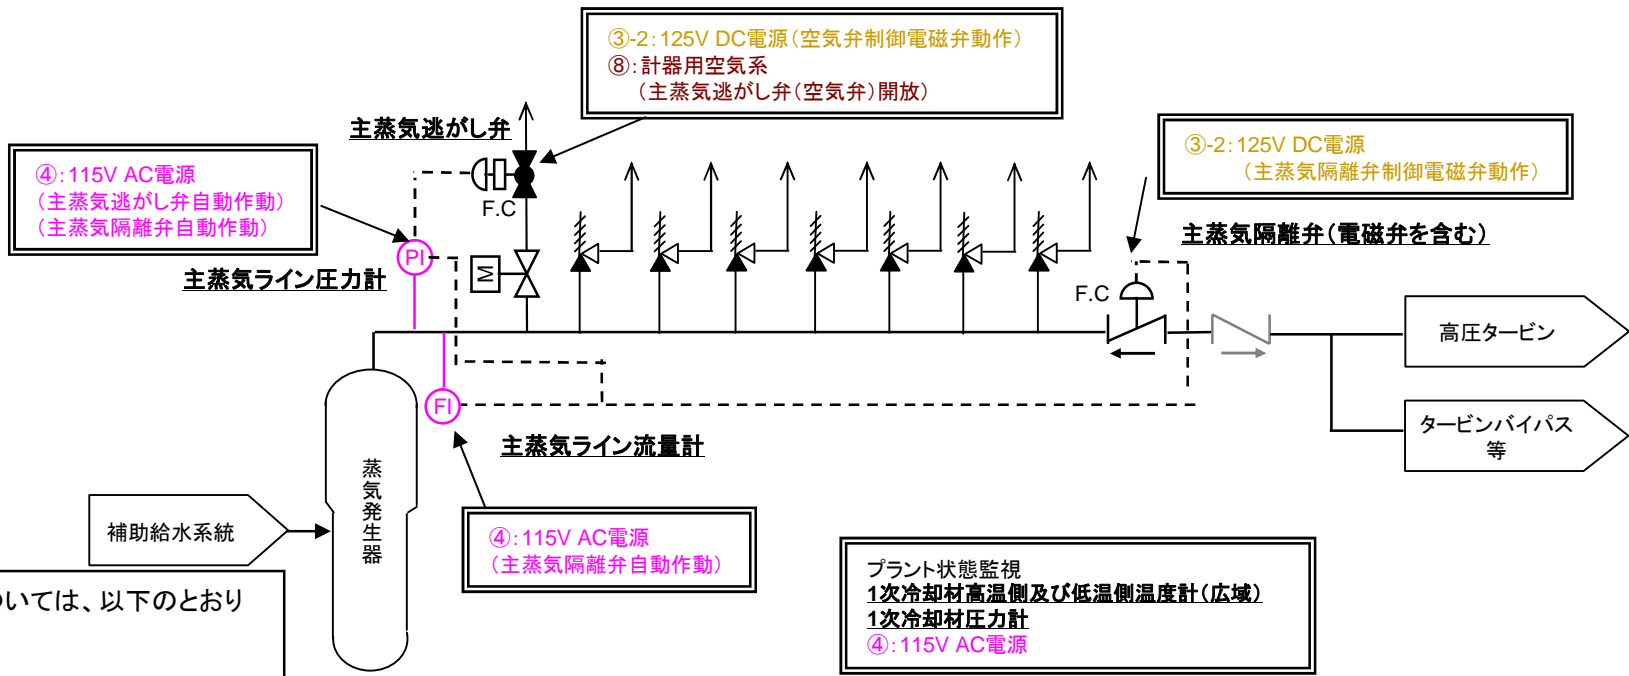 ③-2：125V DC電源（空気弁制御電磁弁動作）
⑧：計器用空気系
（主蒸気逃がし弁（空気弁）開放）
主蒸気逃がし弁
③-2：125V DC電源
（主蒸気隔離弁制御電磁弁動作）
④：115V AC電源
（主蒸気逃がし弁自動作動）
（主蒸気隔離弁自動作動）
F.C
主蒸気隔離弁（電磁弁を含む）
PI
主蒸気ライン圧力計
M
F.C
高圧タービン
FI
タービンバイパス
等
主蒸気ライン流量計
蒸気発生器
補助給水系統
④：115V AC電源
（主蒸気隔離弁自動作動）
プラント状態監視
1次冷却材高温側及び低温側温度計（広域）
1次冷却材圧力計
④：115V AC電源
ついては、以下のとおり